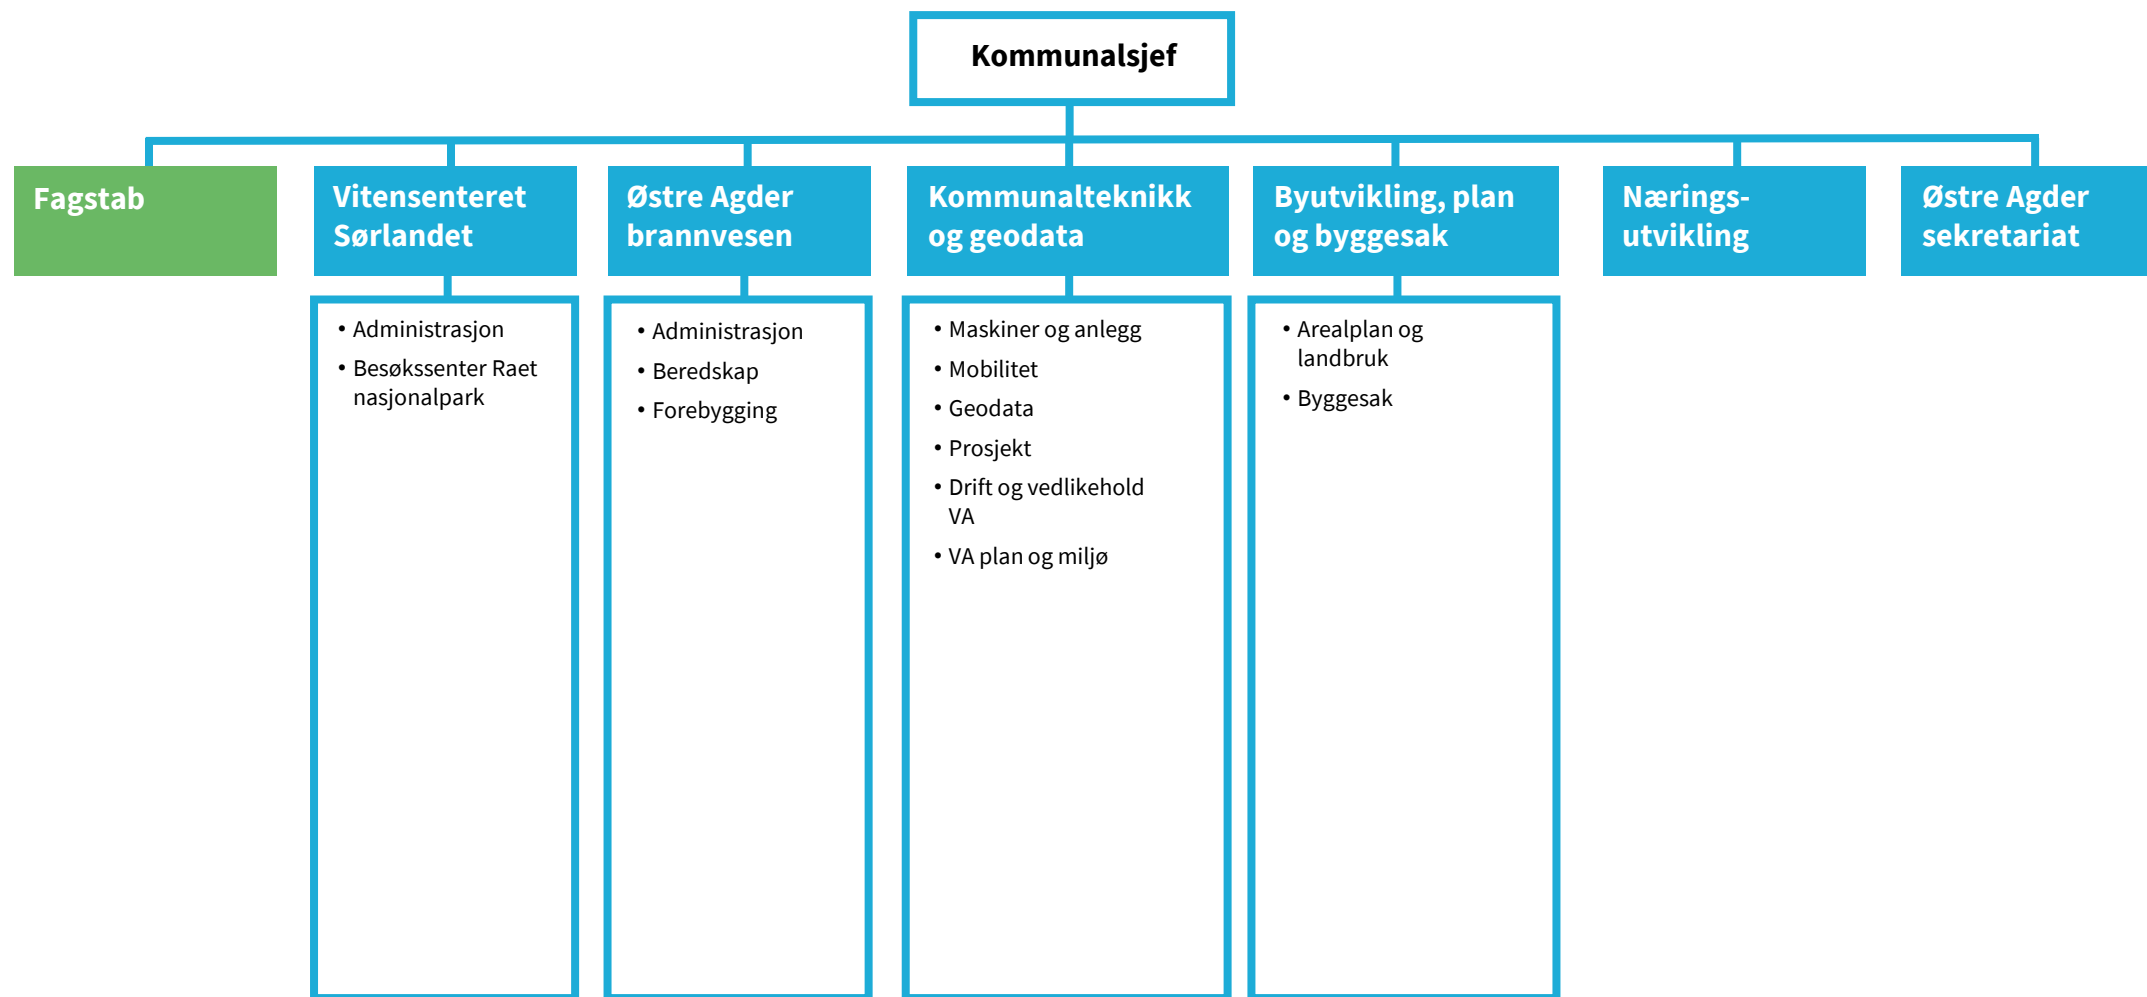 Kommunalsjef
Fagstab
Vitensenteret
Sørlandet
Østre Agder
brannvesen
Kommunalteknikk
og geodata
Byutvikling, plan
og byggesak
Nærings-
utvikling
Østre Agder
sekretariat
• Administrasjon
• Besøkssenter Raet
nasjonalpark
• Administrasjon
• Beredskap
• Forebygging
• Maskiner og anlegg
• Mobilitet
• Geodata
• Prosjekt
• Drift og vedlikehold
VA
• VA plan og miljø
• Arealplan og
landbruk
• Byggesak